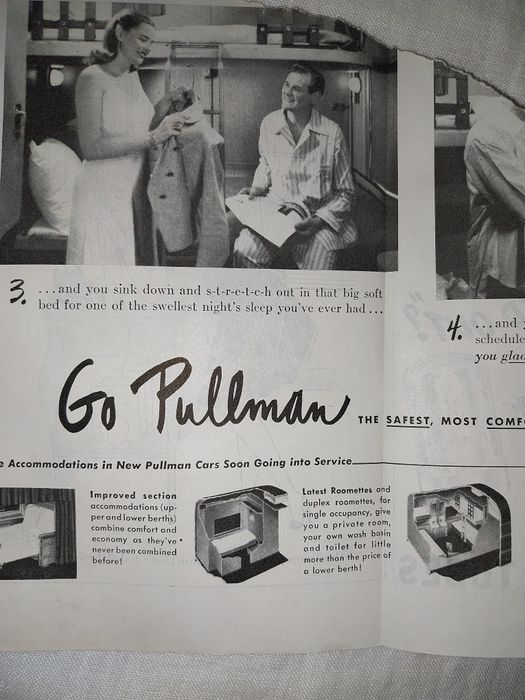 3. ...and you sink down and s-t-r-e-t-c-h out in that big soft
bed for one of the swellest night's sleep you've ever had...
4. ...and
schedule
you glad
Go Pullman
THE SAFEST, MOST COMF
e Accommodations in New Pullman Cars Soon Going into Service
Improved section
accommodations (up-
per and lower berths)
combine comfort and
economy as they've
never been combined
before!
Latest Roomettes and
duplex roomettes, for
single occupancy, give
you a private room,
your own wash basin
and toilet for little
more than the price of
a lower berth!